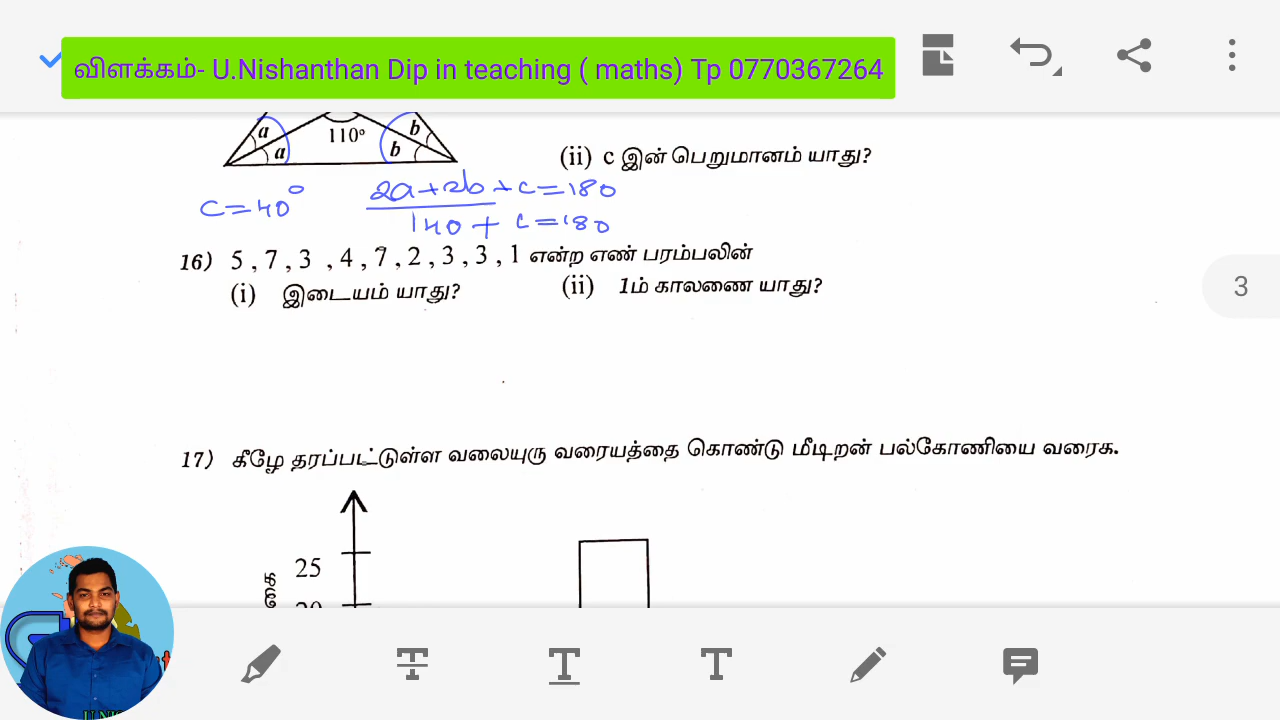 விளக்கம்- U.Nishanthan Dip in teaching ( maths) Tp 0770367264
a
a
110°
b
b
(ii) c இன் பெறுமானம் யாது?
c = 40° 2a + 2b + c = 180
140 + c = 180
16) 5 , 7 , 3 , 4 , 7 , 2 , 3 , 3 , 1 என்ற எண் பரம்பலின்
(i) இடையம் யாது? (ii) 1ம் காலணை யாது?
3
17) கீழே தரப்பட்டுள்ள வலையுரு வரையத்தை கொண்டு மீடிறன் பல்கோணியை வரைக.
25